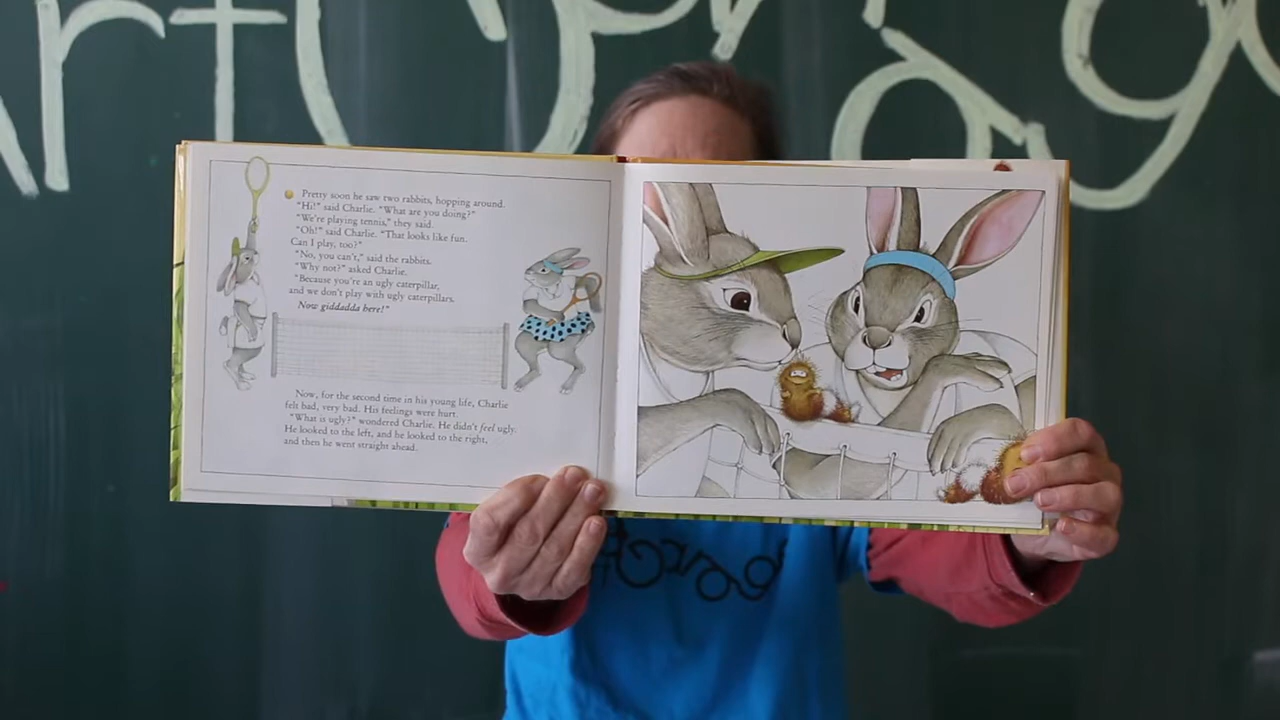 Pretty soon he saw two rabbits, hopping around.
"Hi!" said Charlie. "What are you doing?"
"We're playing tennis," they said.
"Oh!" said Charlie. "That looks like fun.
Can I play, too?"
"No, you can't," said the rabbits.
"Why not?" asked Charlie.
"Because you're an ugly caterpillar,
and we don't play with ugly caterpillars.
Now giddadda here!"
Now, for the second time in his young life, Charlie
felt bad, very bad. His feelings were hurt.
"What is ugly?" wondered Charlie. He didn't feel ugly.
He looked to the left, and he looked to the right,
and then he went straight ahead.